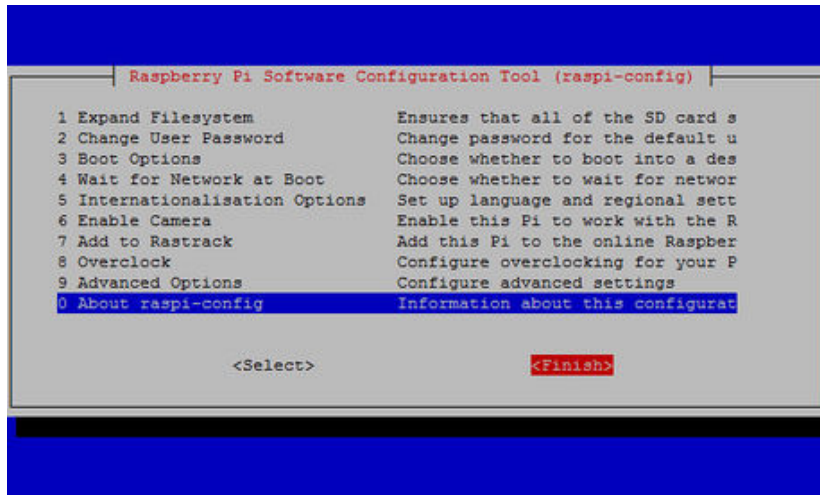 Raspberry Pi Software Configuration Tool (raspi-config)
1 Expand Filesystem Ensures that all of the SD card s
2 Change User Password Change password for the default u
3 Boot Options Choose whether to boot into a des
4 Wait for Network at Boot Choose whether to wait for networ
5 Internationalisation Options Set up language and regional sett
6 Enable Camera Enable this Pi to work with the R
7 Add to Rastrack Add this Pi to the online Raspber
8 Overclock Configure overclocking for your P
9 Advanced Options Configure advanced settings
0 About raspi-config Information about this configurat
<Select> <Finish>